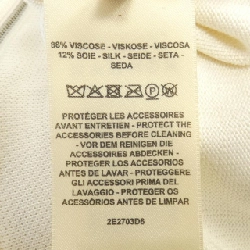 88% VISCOSE - VISKOSE - VISCOSA
12% SOIE - SILK - SEIDE - SETA -
SEDA
PROTÉGER LES ACCESSOIRES
AVANT ENTRETIEN - PROTECT THE
ACCESSORIES BEFORE CLEANING
- VOR DEM REINIGEN DIE
ACCESSOIRES ABDECKEN -
PROTEGER LOS ACCESORIOS
ANTES DE LAVAR - PROTEGGERE
GLI ACCESSORI PRIMA DEL
LAVAGGIO - PROTEGER OS
ACESSÓRIOS ANTES DE LIMPAR
2E2703D6